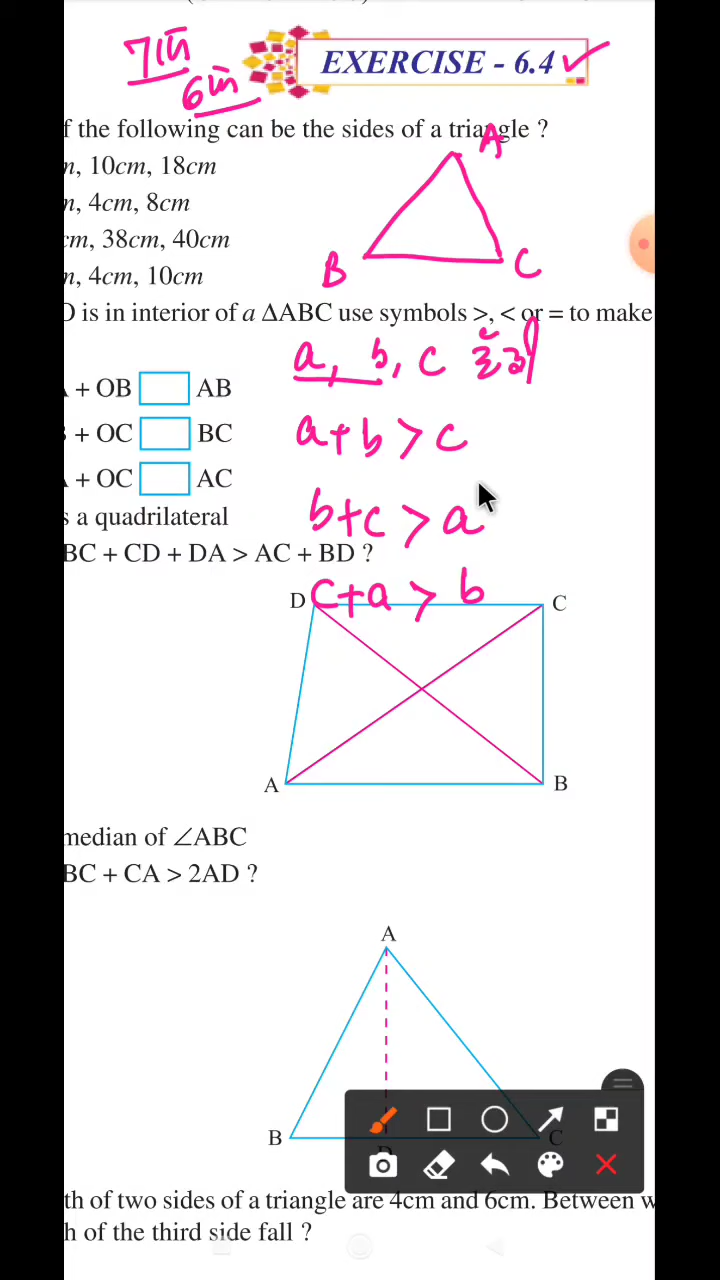 7ਵੀਂ
6ਵੀਂ
EXERCISE - 6.4
f the following can be the sides of a triangle ?
A
, 10cm, 18cm
, 4cm, 8cm
cm, 38cm, 40cm
B C
, 4cm, 10cm
is in interior of a ΔABC use symbols >, < or = to make
a, b, c
+ OB AB
a+b > c
+ OC BC
+ OC AC
b+c > a
s a quadrilateral
BC + CD + DA > AC + BD ?
c+a > b
D C
A B
median of ∠ABC
BC + CA > 2AD ?
A
B C
D
th of two sides of a triangle are 4cm and 6cm. Between w
h of the third side fall ?